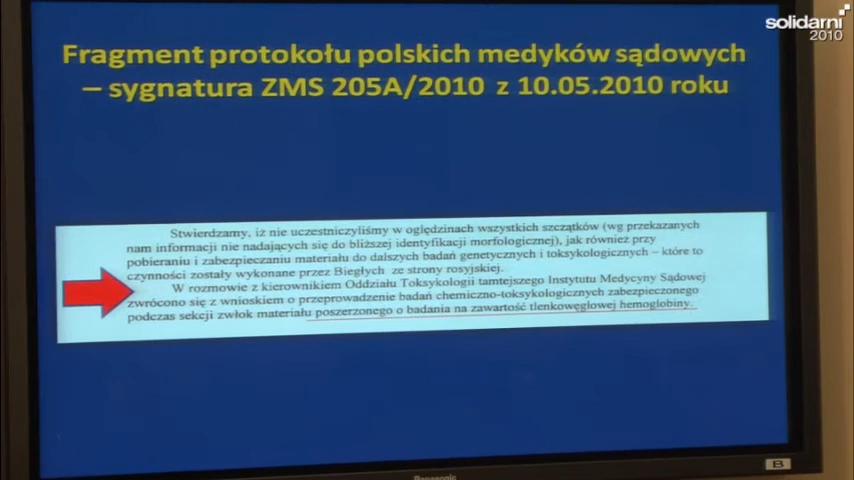 solidarni
2010
Fragment protokołu polskich medyków sądowych
– sygnatura ZMS 205A/2010 z 10.05.2010 roku
Stwierdzamy, iż nie uczestniczyliśmy w oględzinach wszystkich szczątków (wg przekazanych
nam informacji nie nadających się do bliższej identyfikacji morfologicznej), jak również przy
pobieraniu i zabezpieczaniu materiału do dalszych badań genetycznych i toksykologicznych – które to
czynności zostały wykonane przez Biegłych ze strony rosyjskiej.
W rozmowie z kierownikiem Oddziału Toksykologii tamtejszego Instytutu Medycyny Sądowej
zwrócono się z wnioskiem o przeprowadzenie badań chemiczno-toksykologicznych zabezpieczonego
podczas sekcji zwłok materiału poszerzonego o badania na zawartość tlenkowęglowej hemoglobiny.
Panasonic
B